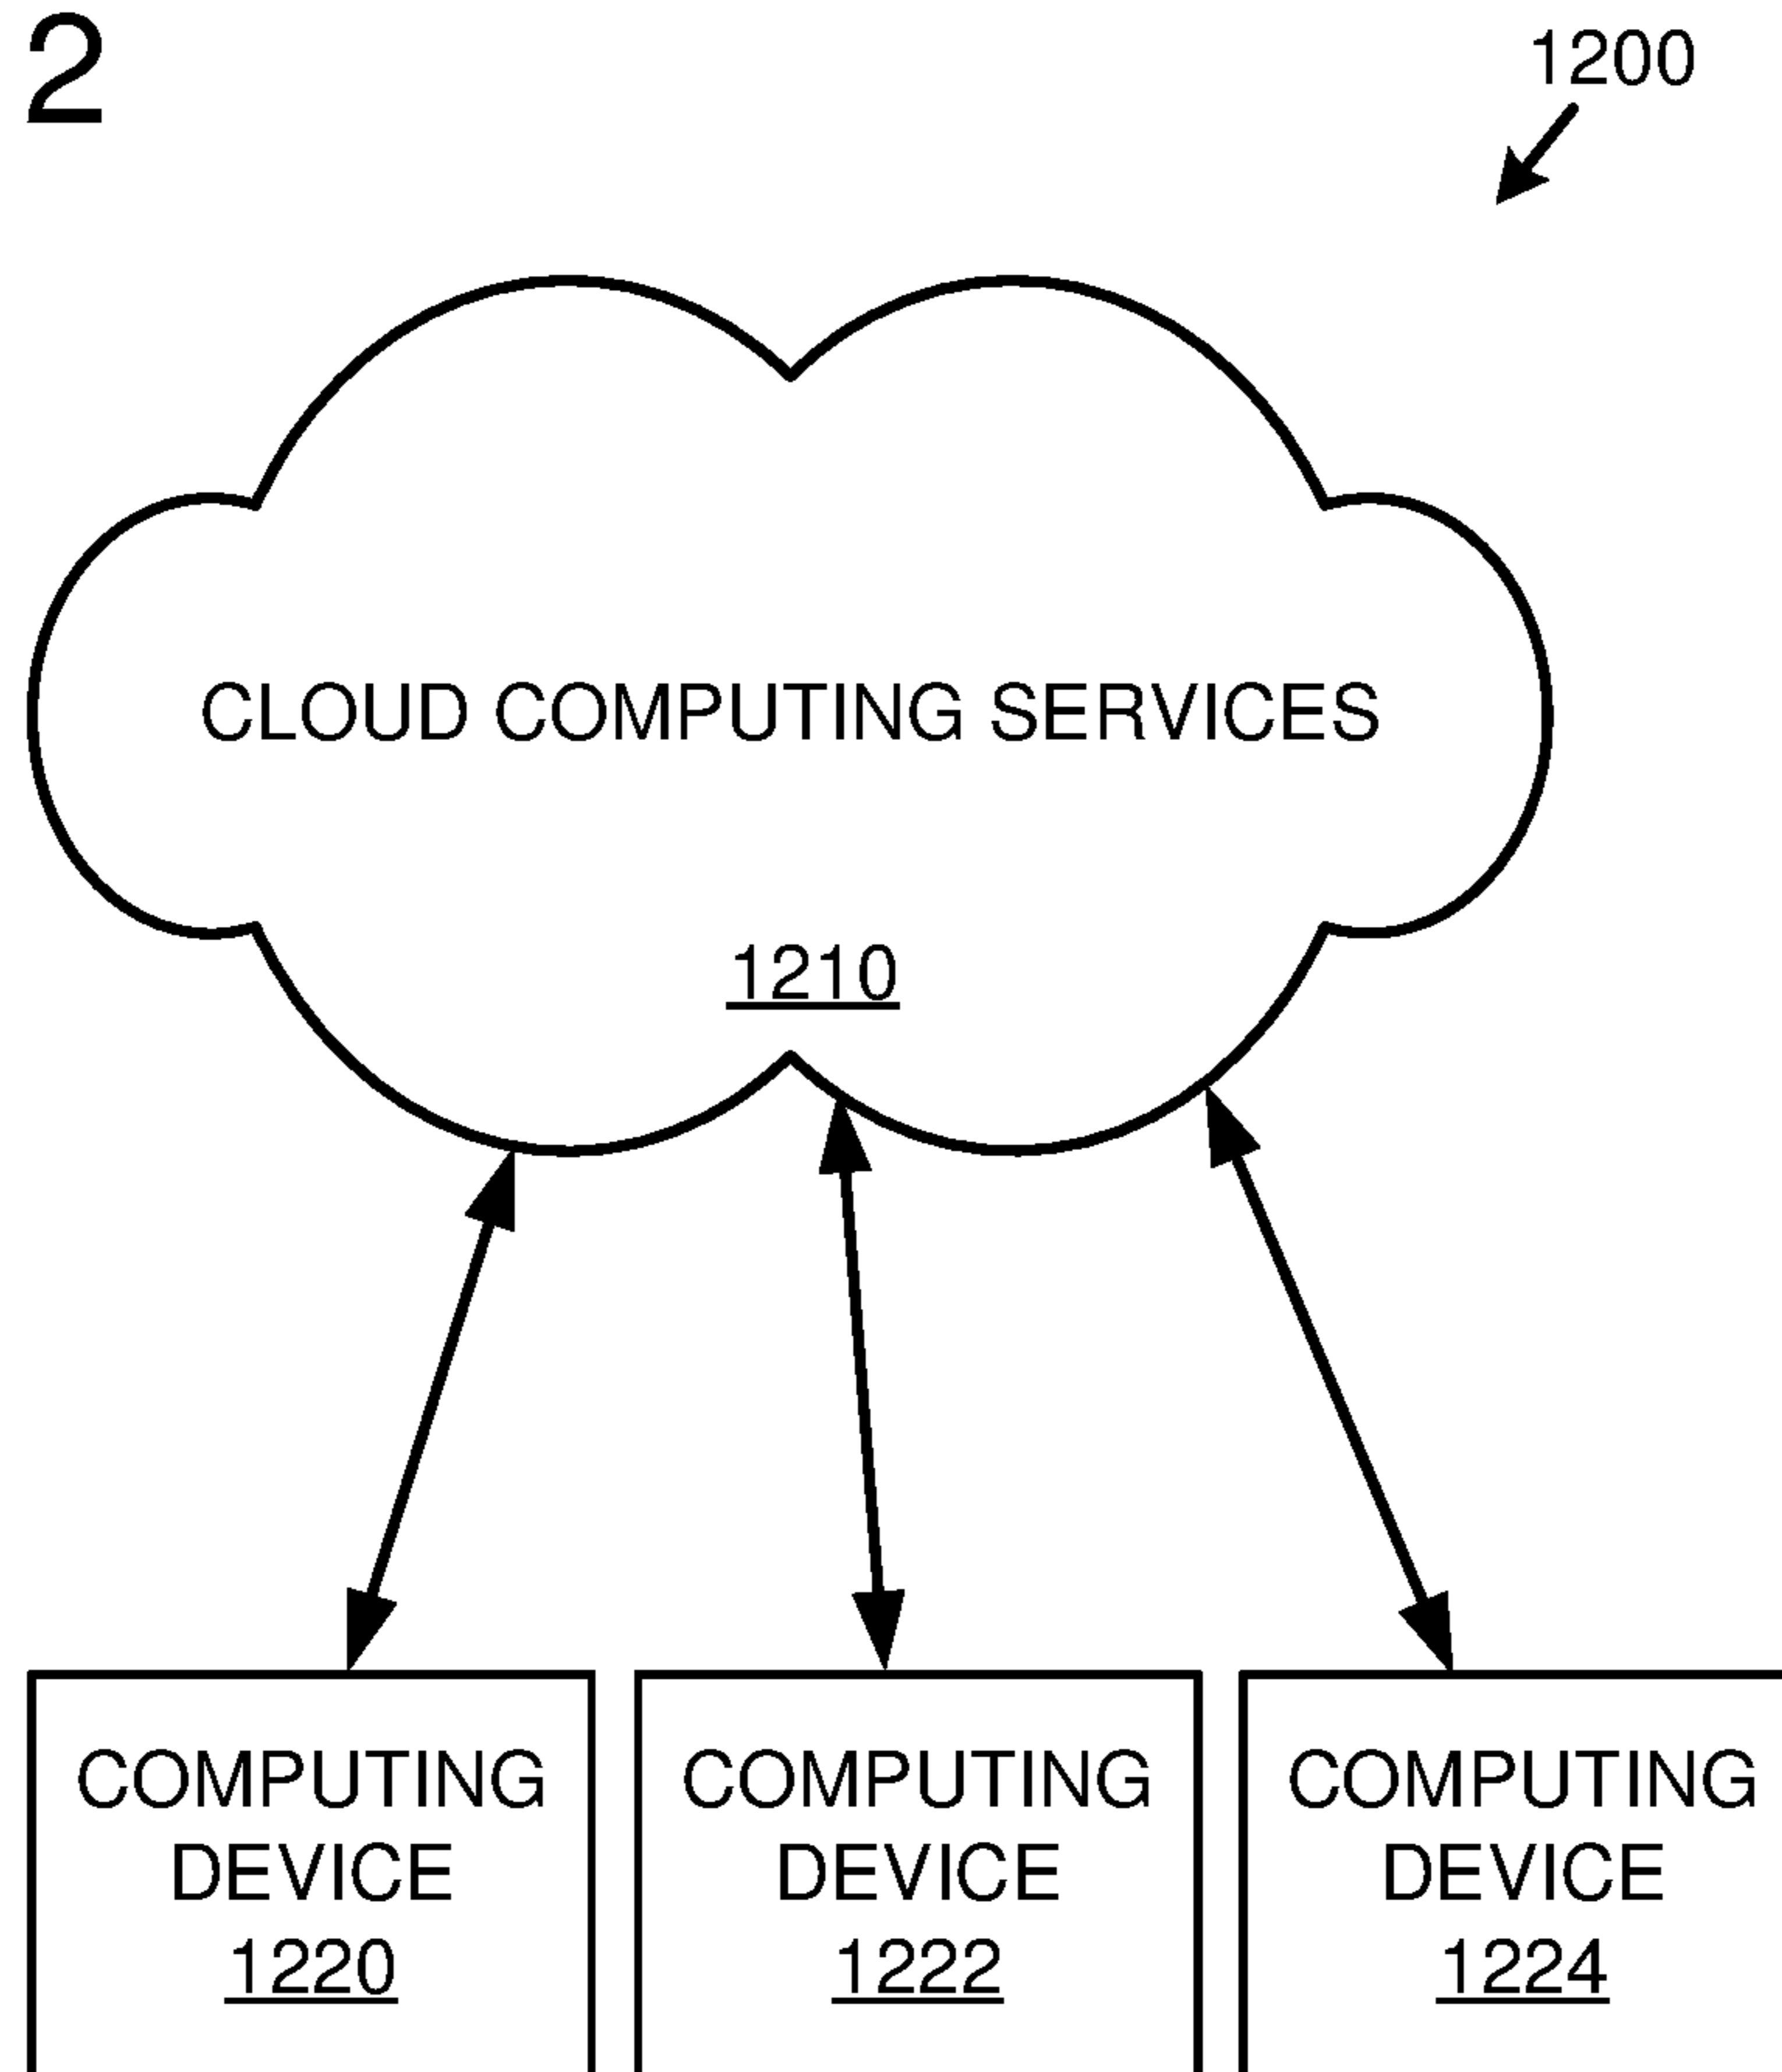 2
1200
CLOUD COMPUTING SERVICES
1210
COMPUTING
DEVICE
1220
COMPUTING
DEVICE
1222
COMPUTING
DEVICE
1224